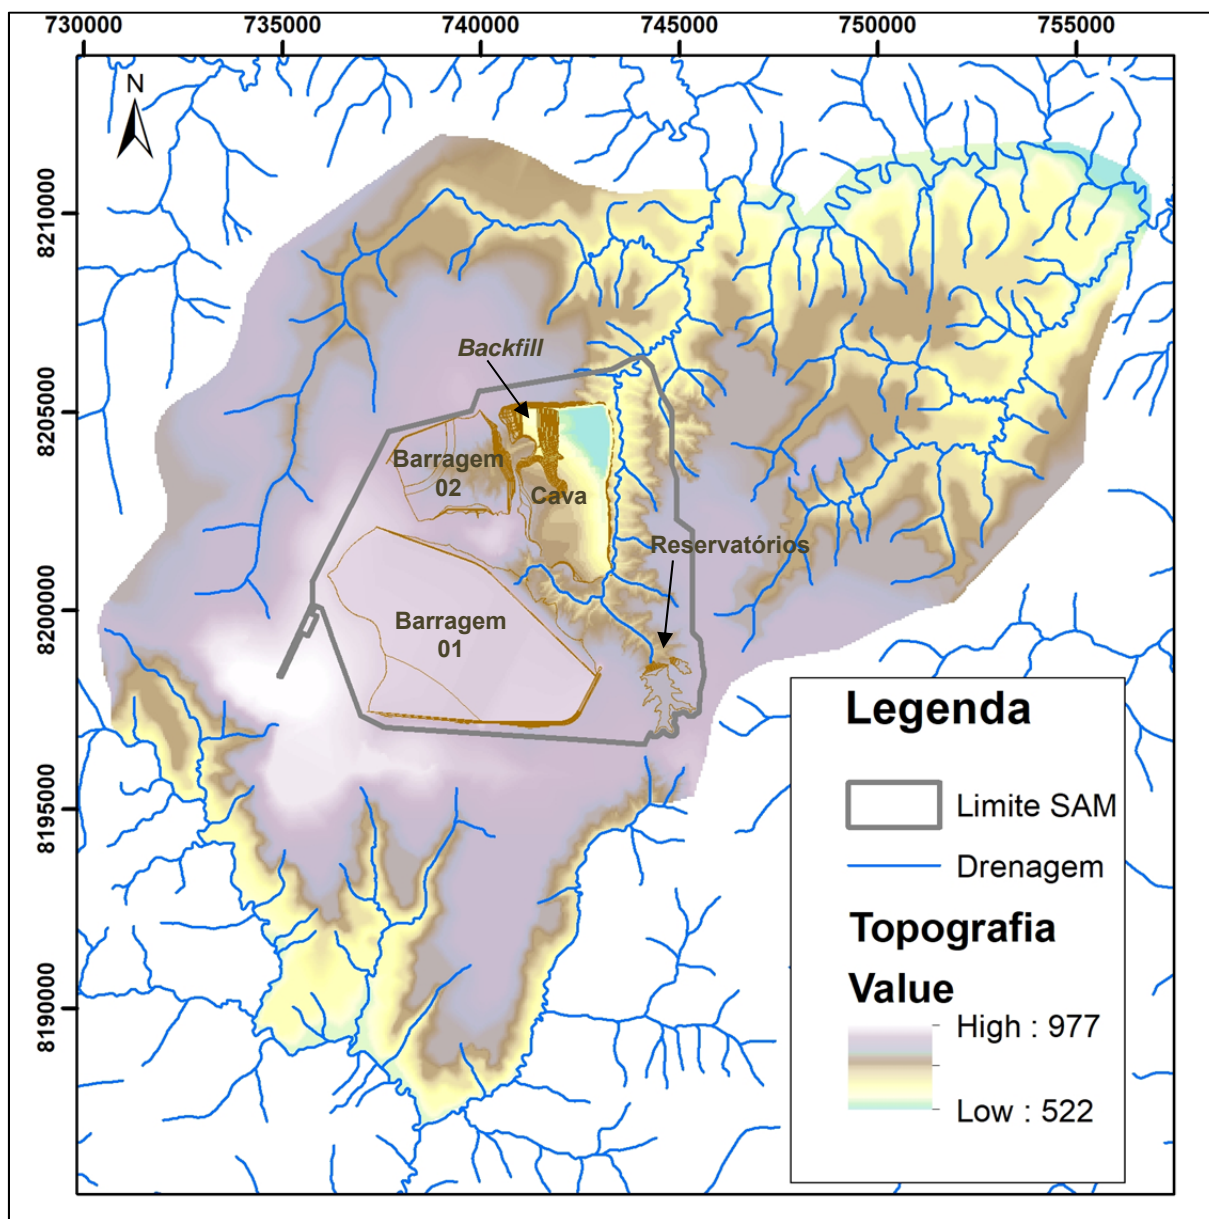 730000 735000 740000 745000 750000 755000
N
8210000
8205000
8200000
8195000
8190000
Backfill
Barragem
02
Cava
Reservatórios
Barragem
01
Legenda
Limite SAM
Drenagem
Topografia
Value
High : 977
Low : 522